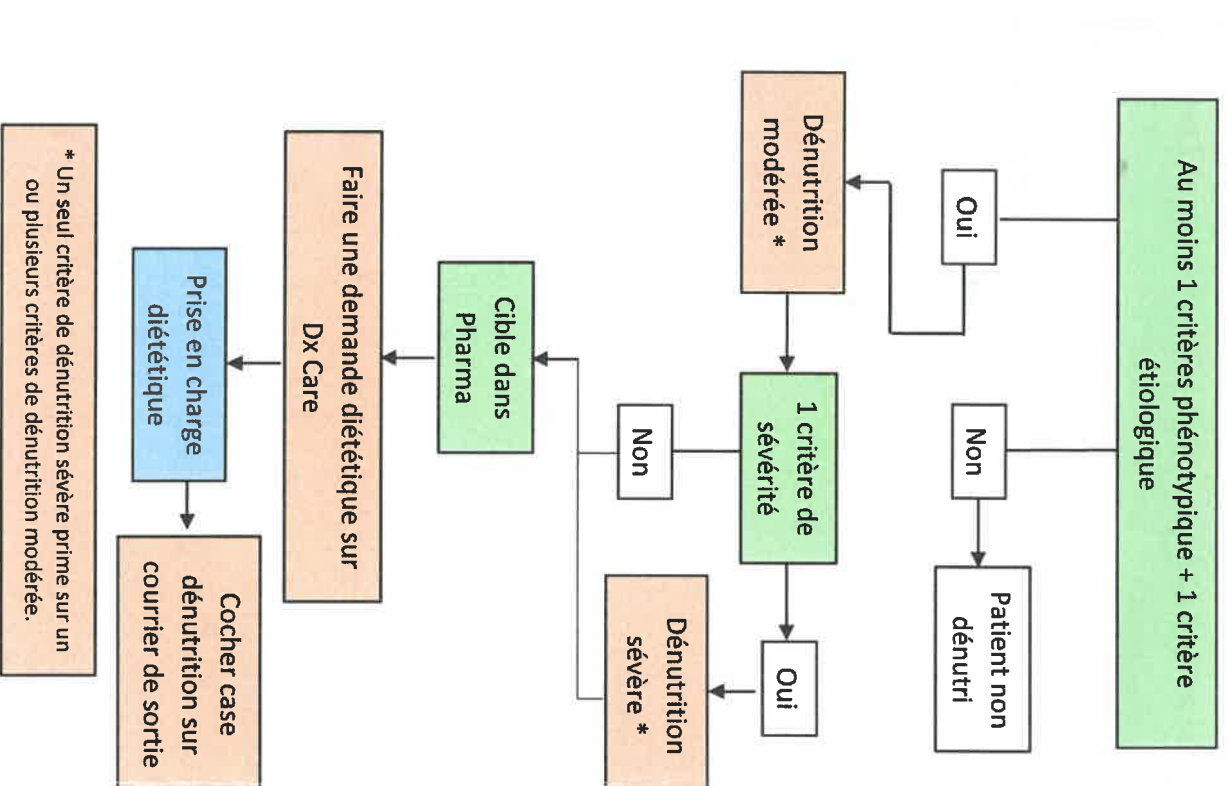 Au moins 1 critères phénotypique + 1 critère
étiologique
Oui
Non
Patient non
dénutri
Dénutrition
modérée *
1 critère de
sévérité
Oui
Non
Dénutrition
sévère *
Cible dans
Pharma
Faire une demande diététique sur
Dx Care
Prise en charge
diététique
Cocher case
dénutrition sur
courrier de sortie
* Un seul critère de dénutrition sévère prime sur un
ou plusieurs critères de dénutrition modérée.